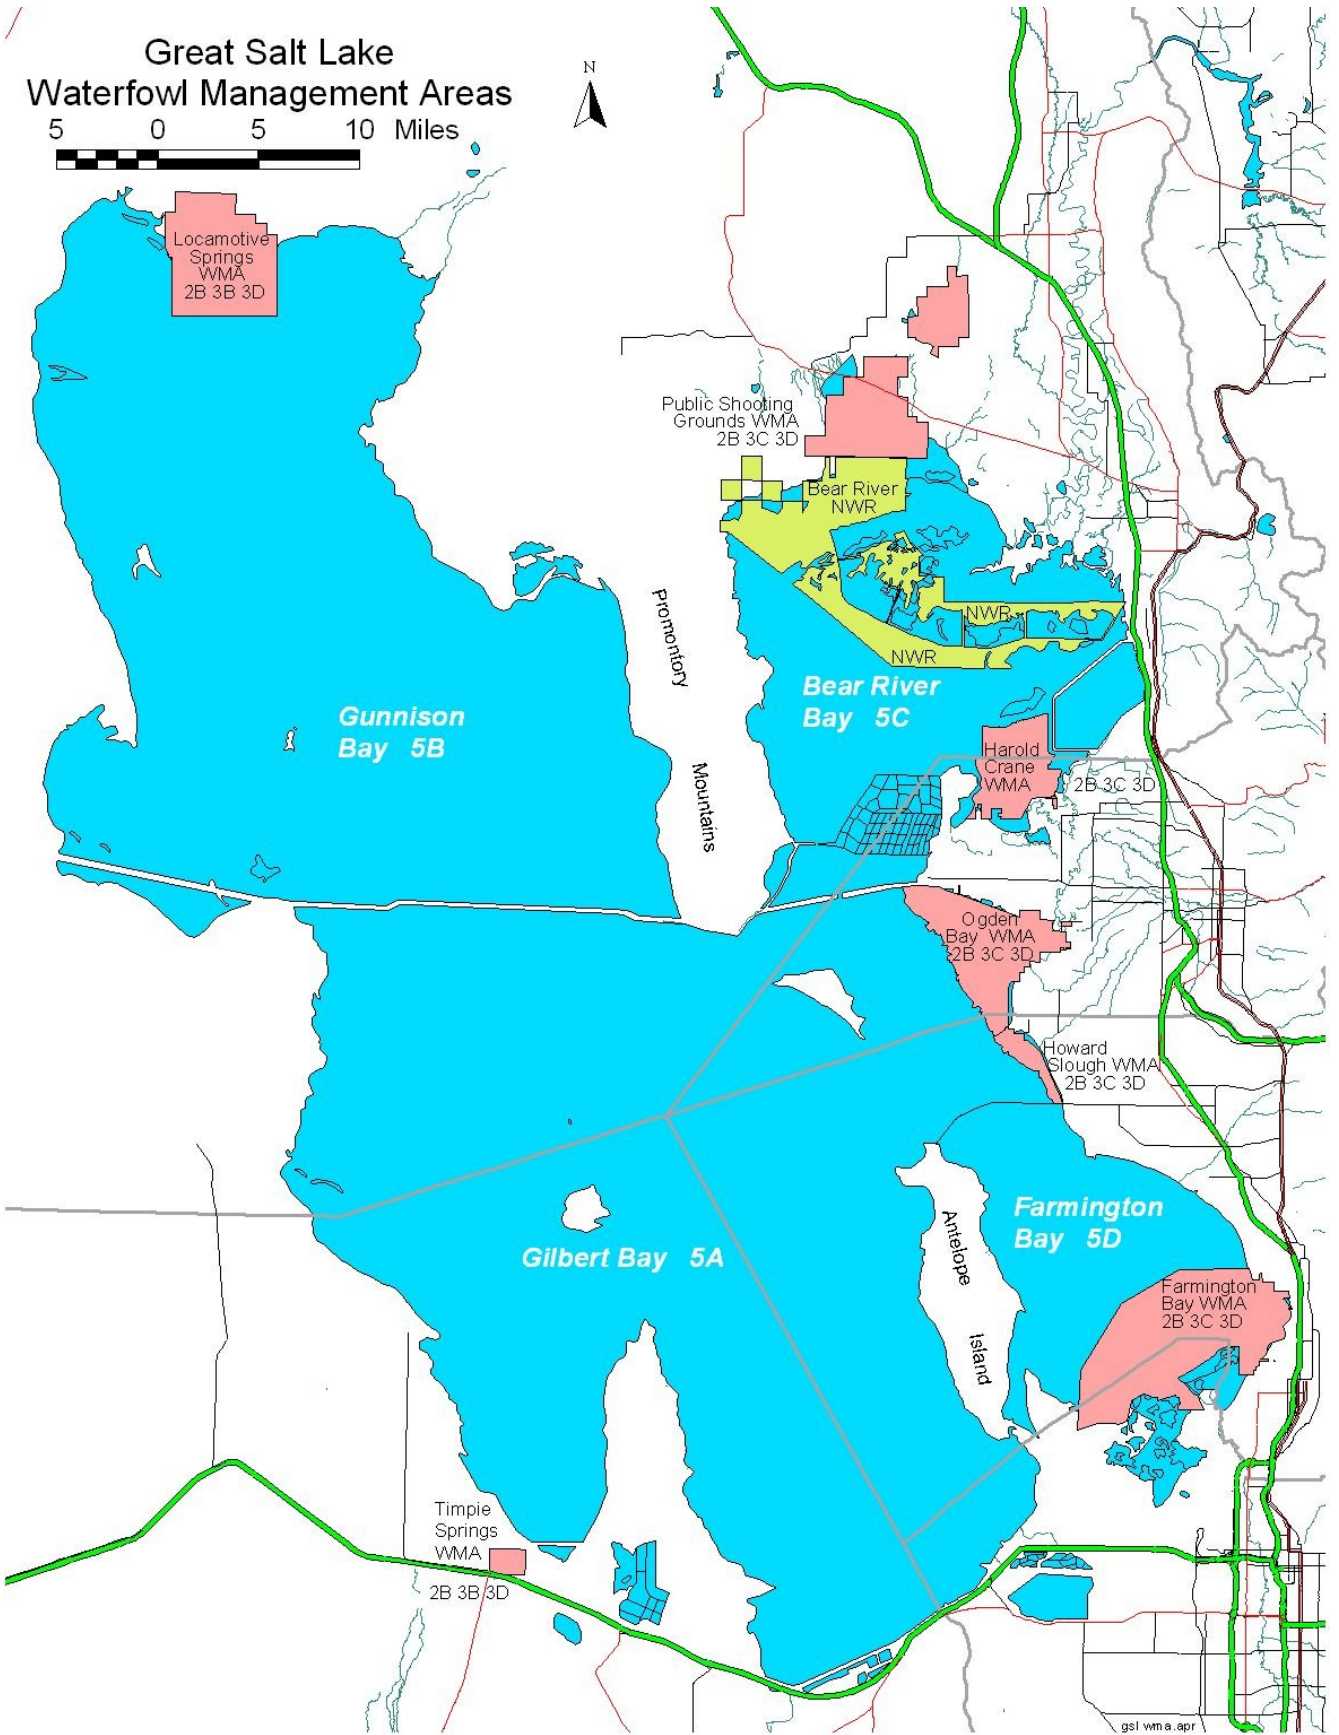 Great Salt Lake
Waterfowl Management Areas
5 0 5 10 Miles
N
Locamotive
Springs
WMA
2B 3B 3D
Public Shooting
Grounds WMA
2B 3C 3D
Bear River
NWR
NWR
NWR
Promontory
Mountains
Bear River
Bay 5C
Gunnison
Bay 5B
Harold
Crane
WMA
2B 3C 3D
Ogden
Bay WMA
2B 3C 3D
Howard
Slough WMA
2B 3C 3D
Antelope
Island
Farmington
Bay 5D
Gilbert Bay 5A
Farmington
Bay WMA
2B 3C 3D
Timpie
Springs
WMA
2B 3B 3D
gsl wma.apr